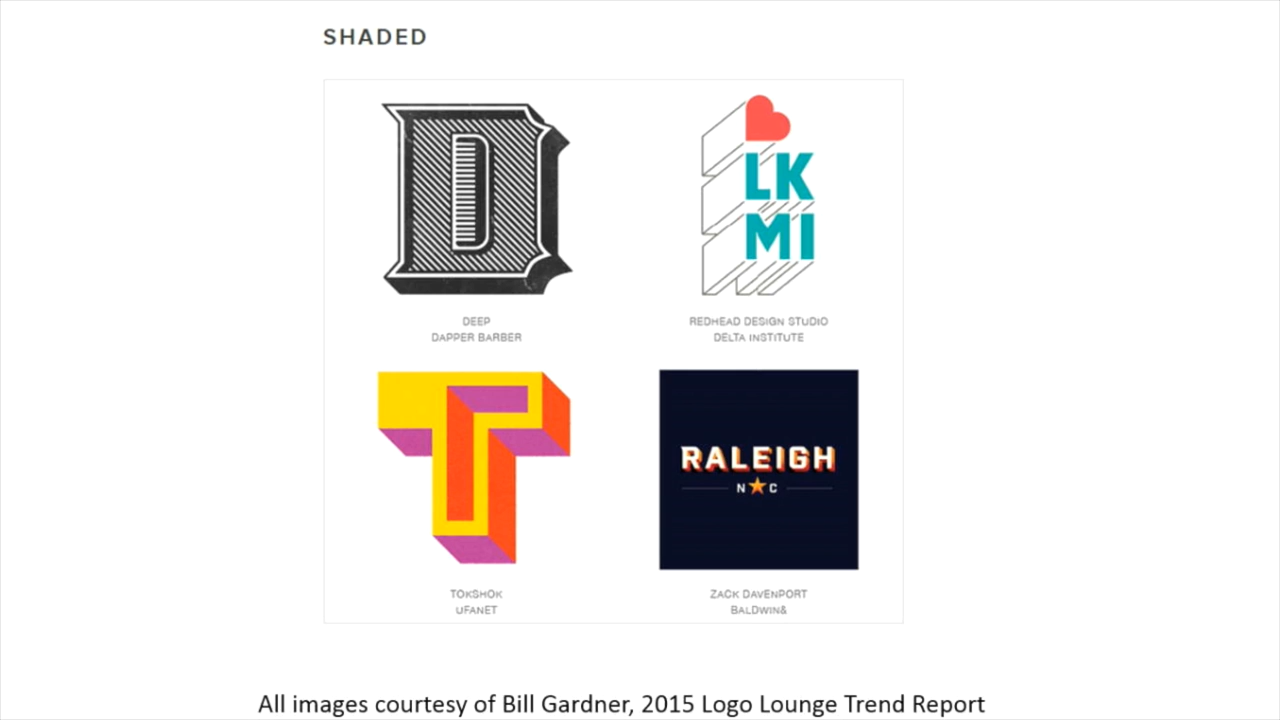 SHADED
D
LK
MI
DEEP
DAPPER BARBER
REDHEAD DESIGN STUDIO
DELTA INSTITUTE
T
RALEIGH
N C
TOKSHOK
UFANET
ZACK DAVENPORT
BALDWIN&
All images courtesy of Bill Gardner, 2015 Logo Lounge Trend Report